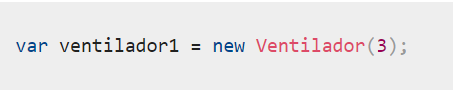 var ventilador1 = new Ventilador(3);